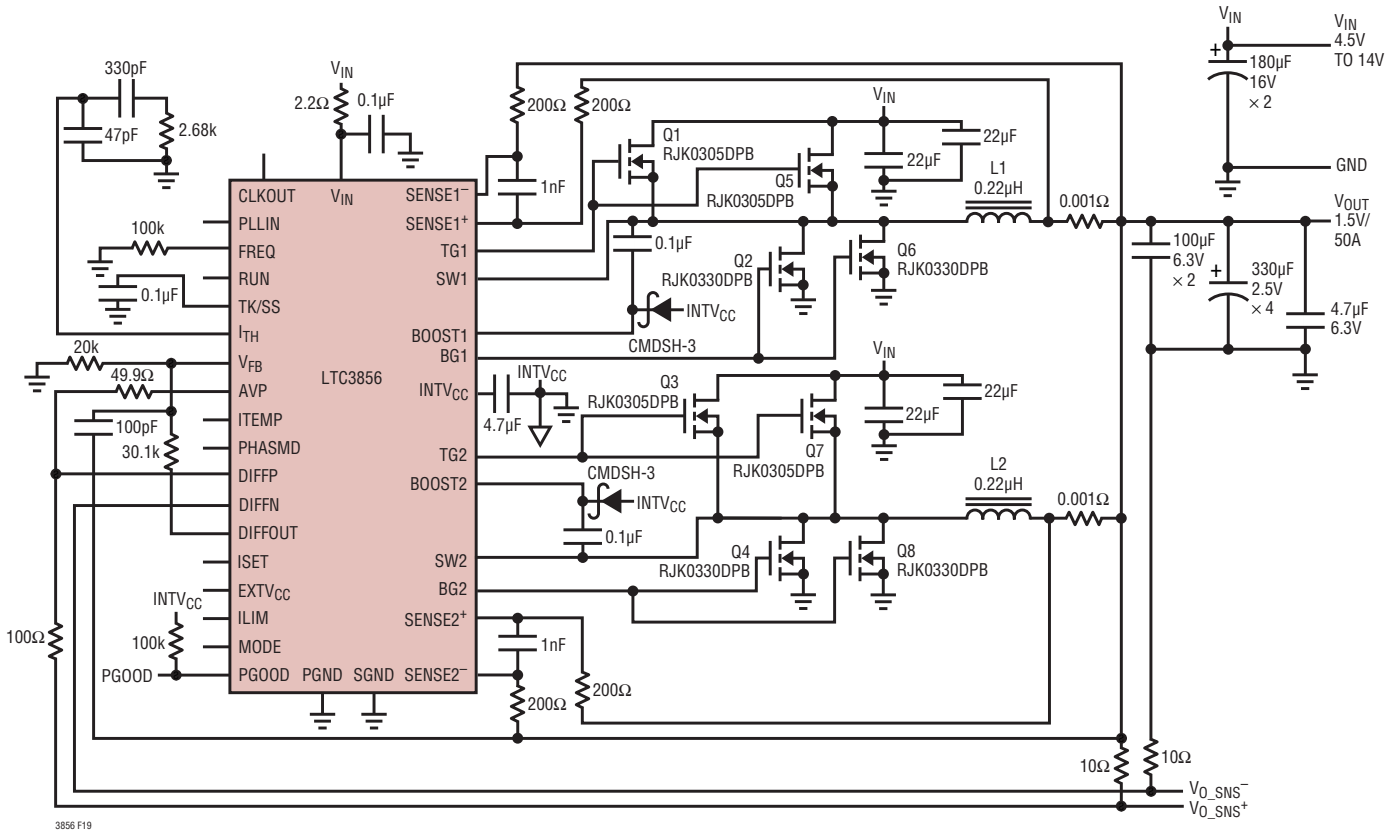 330pF
47pF
2.68k
VIN
2.2Ω
0.1µF
100k
0.1µF
20k
49.9Ω
100pF
30.1k
100Ω
INTVCC
100k
PGOOD
CLKOUT
PLLIN
FREQ
RUN
TK/SS
ITH
VFB
AVP
ITEMP
PHASMD
DIFFP
DIFFN
DIFFOUT
ISET
EXTVCC
ILIM
MODE
PGOOD
PGND
SGND
VIN
LTC3856
SENSE1–
SENSE1+
TG1
SW1
BOOST1
BG1
INTVCC
TG2
BOOST2
SW2
BG2
SENSE2+
SENSE2–
200Ω
200Ω
1nF
Q1
RJK0305DPB
Q5
RJK0305DPB
VIN
22µF
22µF
L1
0.22µH
0.001Ω
0.1µF
Q2
RJK0330DPB
Q6
RJK0330DPB
INTVCC
CMDSH-3
INTVCC
4.7µF
Q3
RJK0305DPB
Q7
RJK0305DPB
VIN
22µF
22µF
CMDSH-3
INTVCC
0.1µF
L2
0.22µH
0.001Ω
Q4
RJK0330DPB
Q8
RJK0330DPB
1nF
200Ω
200Ω
VIN
+
180µF
16V
× 2
VIN
4.5V
TO 14V
GND
VOUT
1.5V/
50A
100µF
6.3V
× 2
+
330µF
2.5V
× 4
4.7µF
6.3V
10Ω
10Ω
VO_SNS–
VO_SNS+
3856 F19